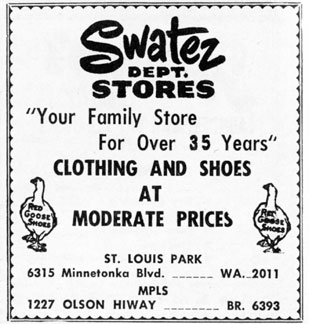 Swatez
DEPT.
STORES
"Your Family Store
For Over 35 Years"
CLOTHING AND SHOES
AT
MODERATE PRICES
RED
GOOSE
SHOES
RED
GOOSE
SHOES
ST. LOUIS PARK
6315 Minnetonka Blvd. ______ WA. 2011
MPLS
1227 OLSON HIWAY ________ BR. 6393